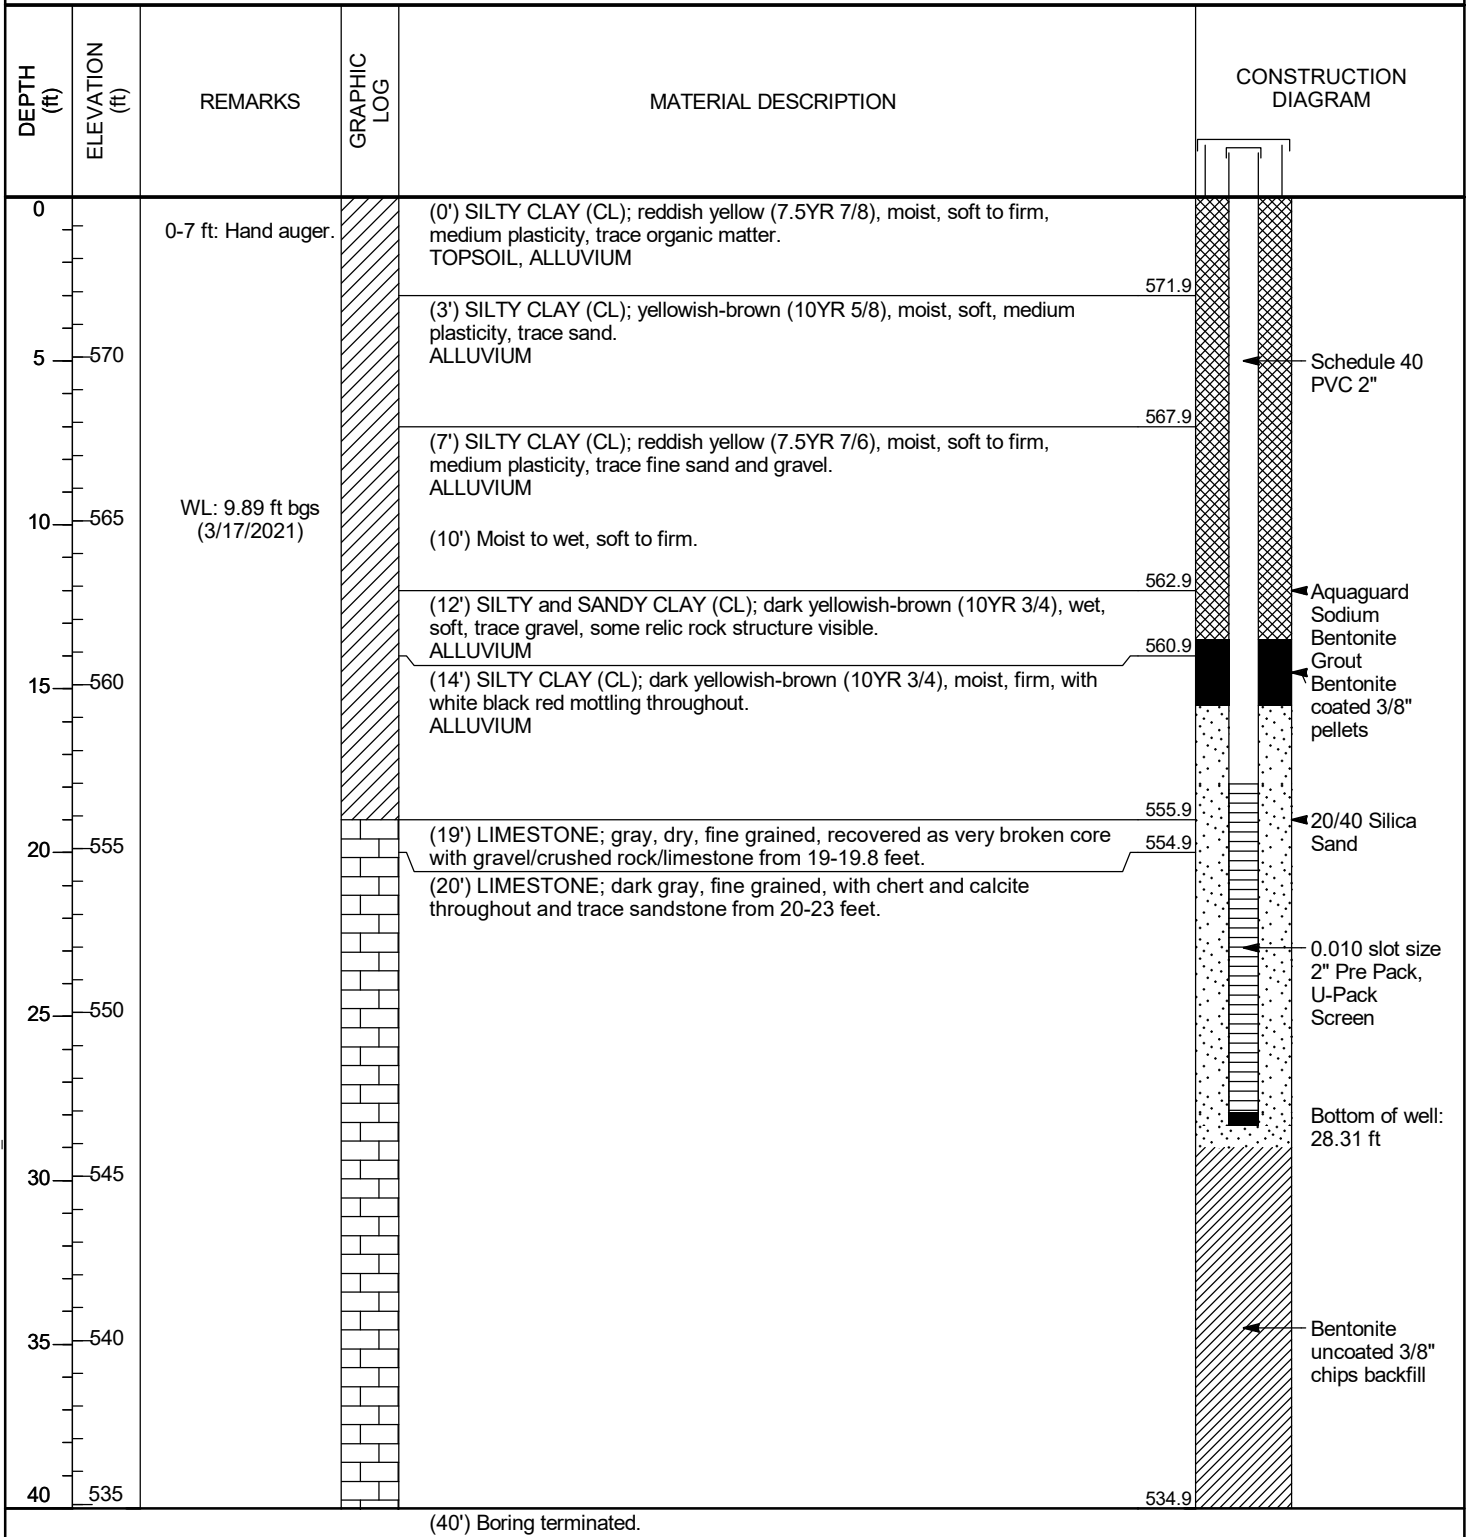 DEPTH
(ft)
ELEVATION
(ft)
REMARKS
GRAPHIC
LOG
MATERIAL DESCRIPTION
CONSTRUCTION
DIAGRAM
0
0-7 ft: Hand auger.
(0') SILTY CLAY (CL); reddish yellow (7.5YR 7/8), moist, soft to firm,
medium plasticity, trace organic matter.
TOPSOIL, ALLUVIUM
571.9
(3') SILTY CLAY (CL); yellowish-brown (10YR 5/8), moist, soft, medium
plasticity, trace sand.
ALLUVIUM
5
570
Schedule 40
PVC 2"
567.9
(7') SILTY CLAY (CL); reddish yellow (7.5YR 7/6), moist, soft to firm,
medium plasticity, trace fine sand and gravel.
ALLUVIUM
WL: 9.89 ft bgs
(3/17/2021)
10
565
(10') Moist to wet, soft to firm.
562.9
(12') SILTY and SANDY CLAY (CL); dark yellowish-brown (10YR 3/4), wet,
soft, trace gravel, some relic rock structure visible.
ALLUVIUM
560.9
Aquaguard
Sodium
Bentonite
Grout
Bentonite
coated 3/8"
pellets
15
560
(14') SILTY CLAY (CL); dark yellowish-brown (10YR 3/4), moist, firm, with
white black red mottling throughout.
ALLUVIUM
555.9
(19') LIMESTONE; gray, dry, fine grained, recovered as very broken core
with gravel/crushed rock/limestone from 19-19.8 feet.
554.9
20/40 Silica
Sand
20
555
(20') LIMESTONE; dark gray, fine grained, with chert and calcite
throughout and trace sandstone from 20-23 feet.
0.010 slot size
2" Pre Pack,
U-Pack
Screen
25
550
Bottom of well:
28.31 ft
30
545
35
540
Bentonite
uncoated 3/8"
chips backfill
40
535
534.9
(40') Boring terminated.